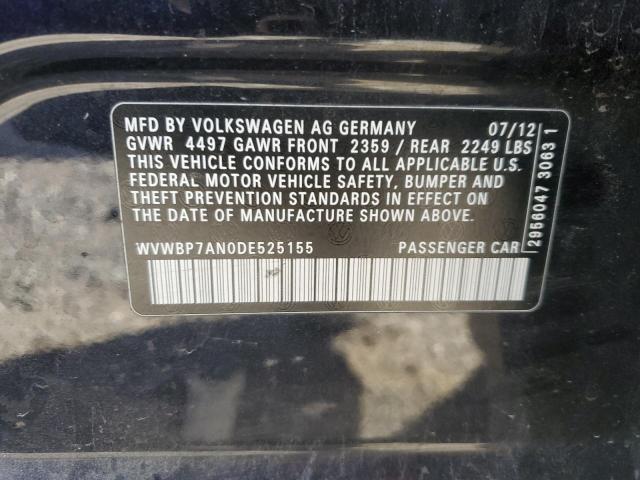 MFD BY VOLKSWAGEN AG GERMANY 07/12
GVWR 4497 GAWR FRONT 2359 / REAR 2249 LBS
THIS VEHICLE CONFORMS TO ALL APPLICABLE U.S.
FEDERAL MOTOR VEHICLE SAFETY, BUMPER AND
THEFT PREVENTION STANDARDS IN EFFECT ON
THE DATE OF MANUFACTURE SHOWN ABOVE.
WVWBP7AN0DE525155 PASSENGER CAR
2956047 3063 1